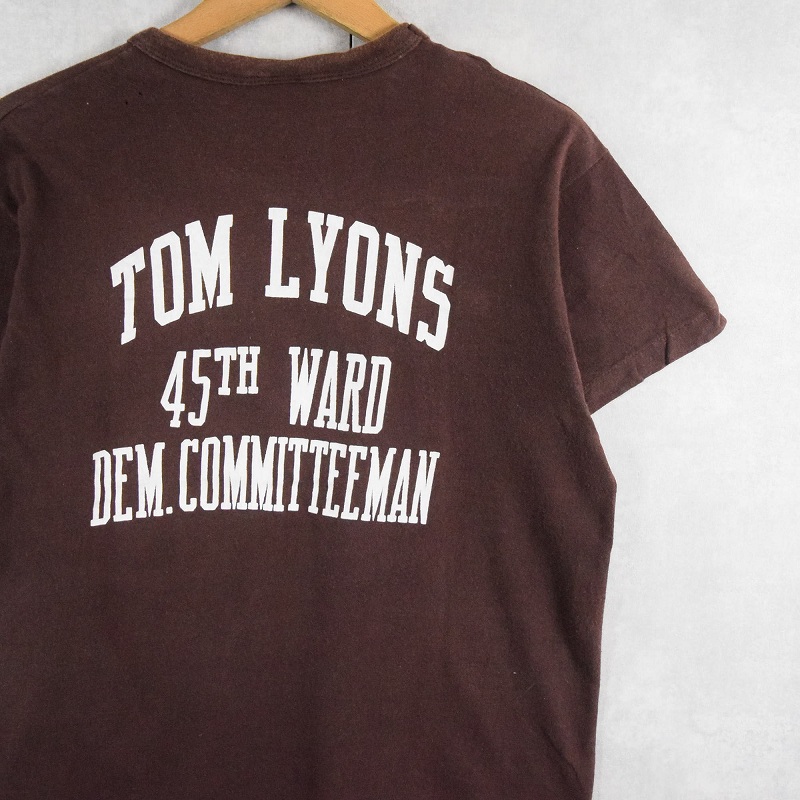 TOM LYONS
45TH WARD
DEM. COMMITTEEMAN